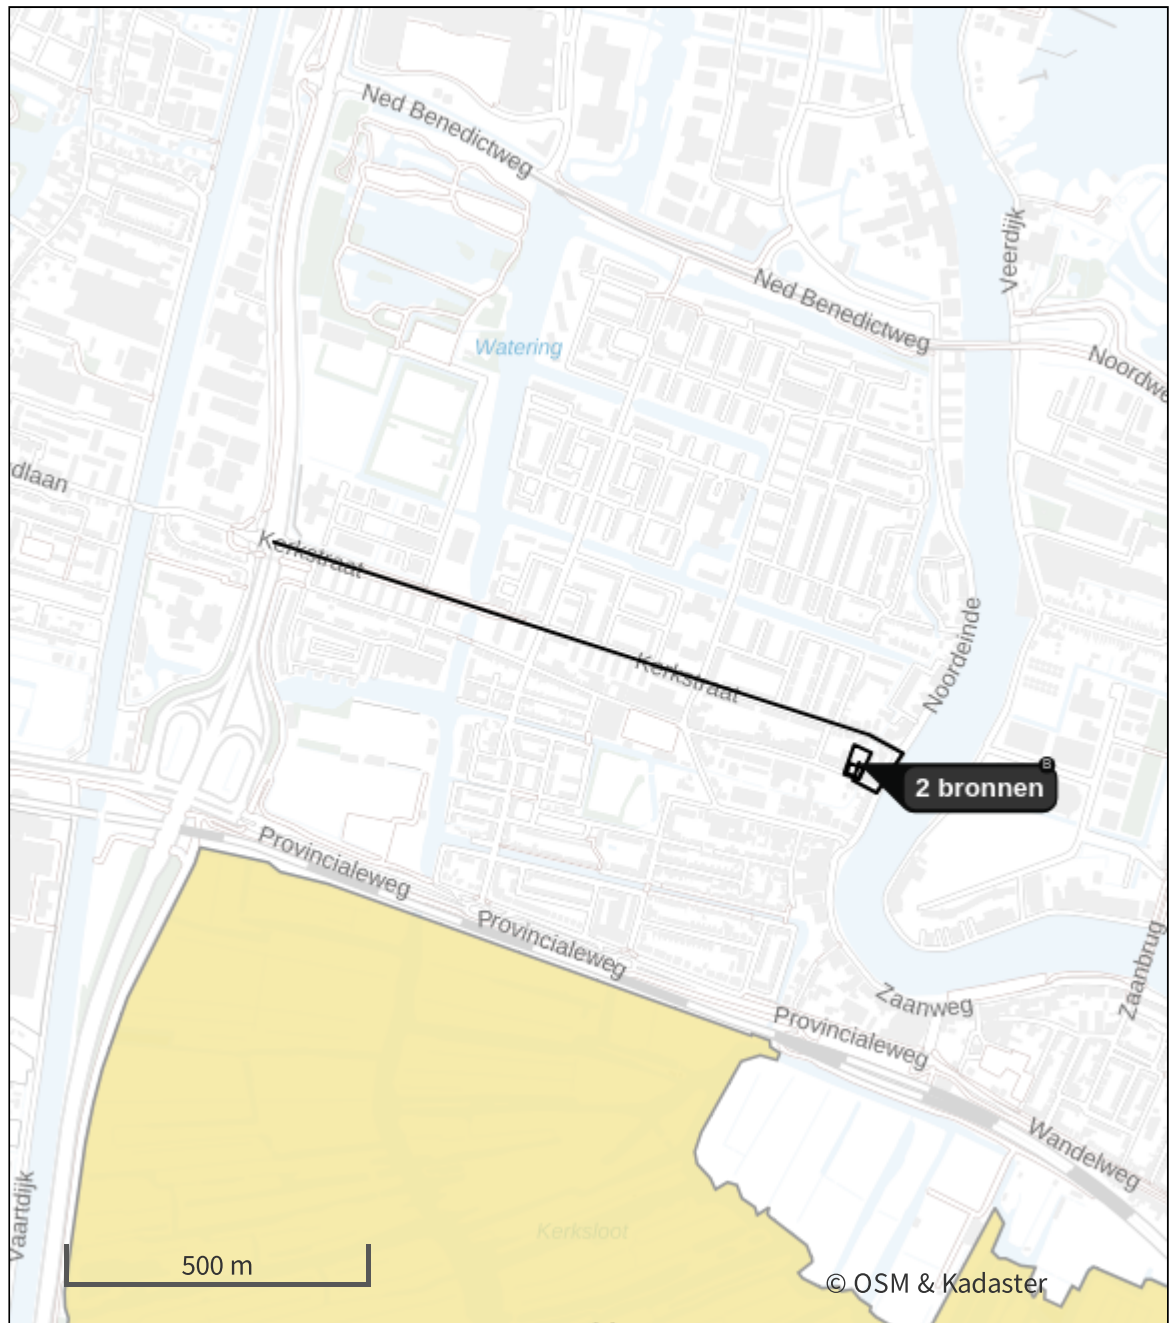 Ned Benedictweg
Veerdijk
Ned Benedictweg
Watering
Noordwe
dlaan
Kerkstraat
Noordeinde
Kerkstraat
B
2 bronnen
Provincialeweg
Provincialeweg
Zaanbrug
Zaanweg
Provincialeweg
Wandelweg
Vaartdijk
Kerksloot
500 m
© OSM & Kadaster